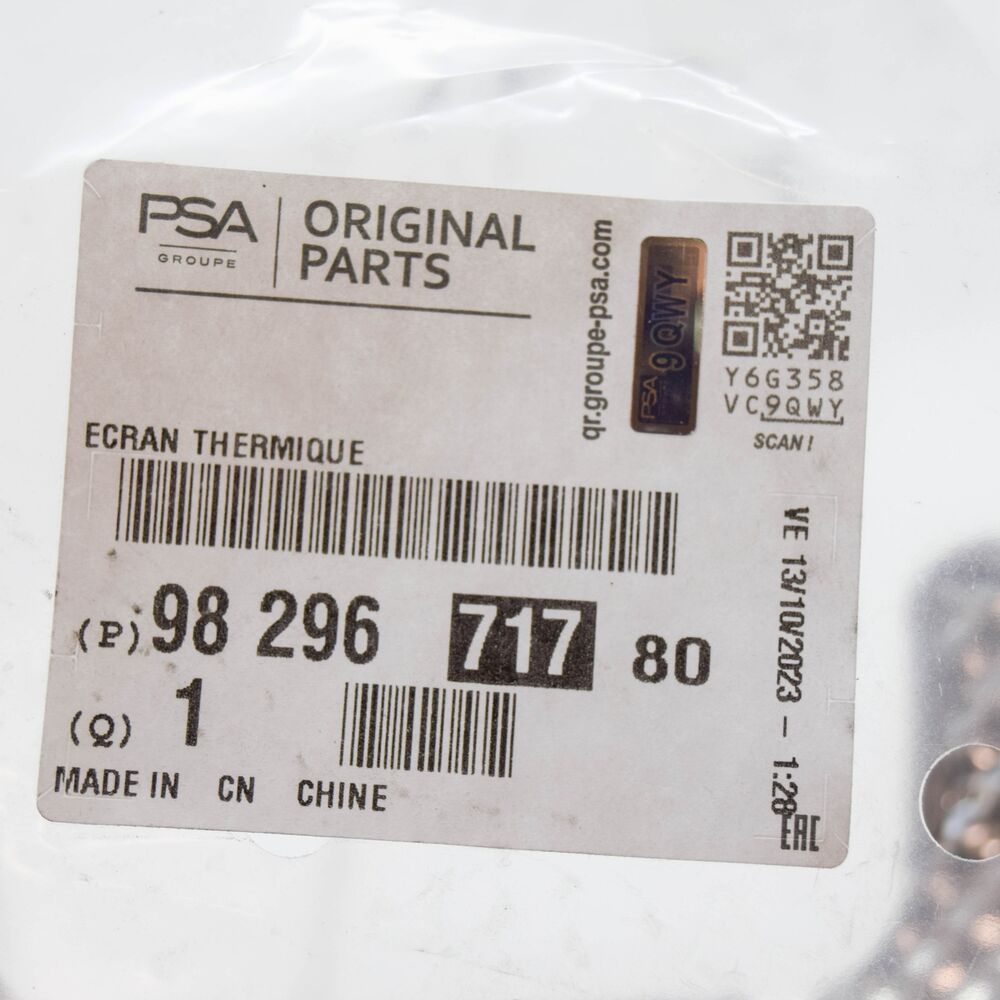 PSA
GROUPE
ORIGINAL
PARTS
qr.groupe-psa.com
PSA 9QWY
Y6G358
VC9QWY
SCAN!
ECRAN THERMIQUE
(P) 98 296 717 80
(Q) 1
MADE IN CN CHINE
VE 13/10/2023 - 1:28
EAC